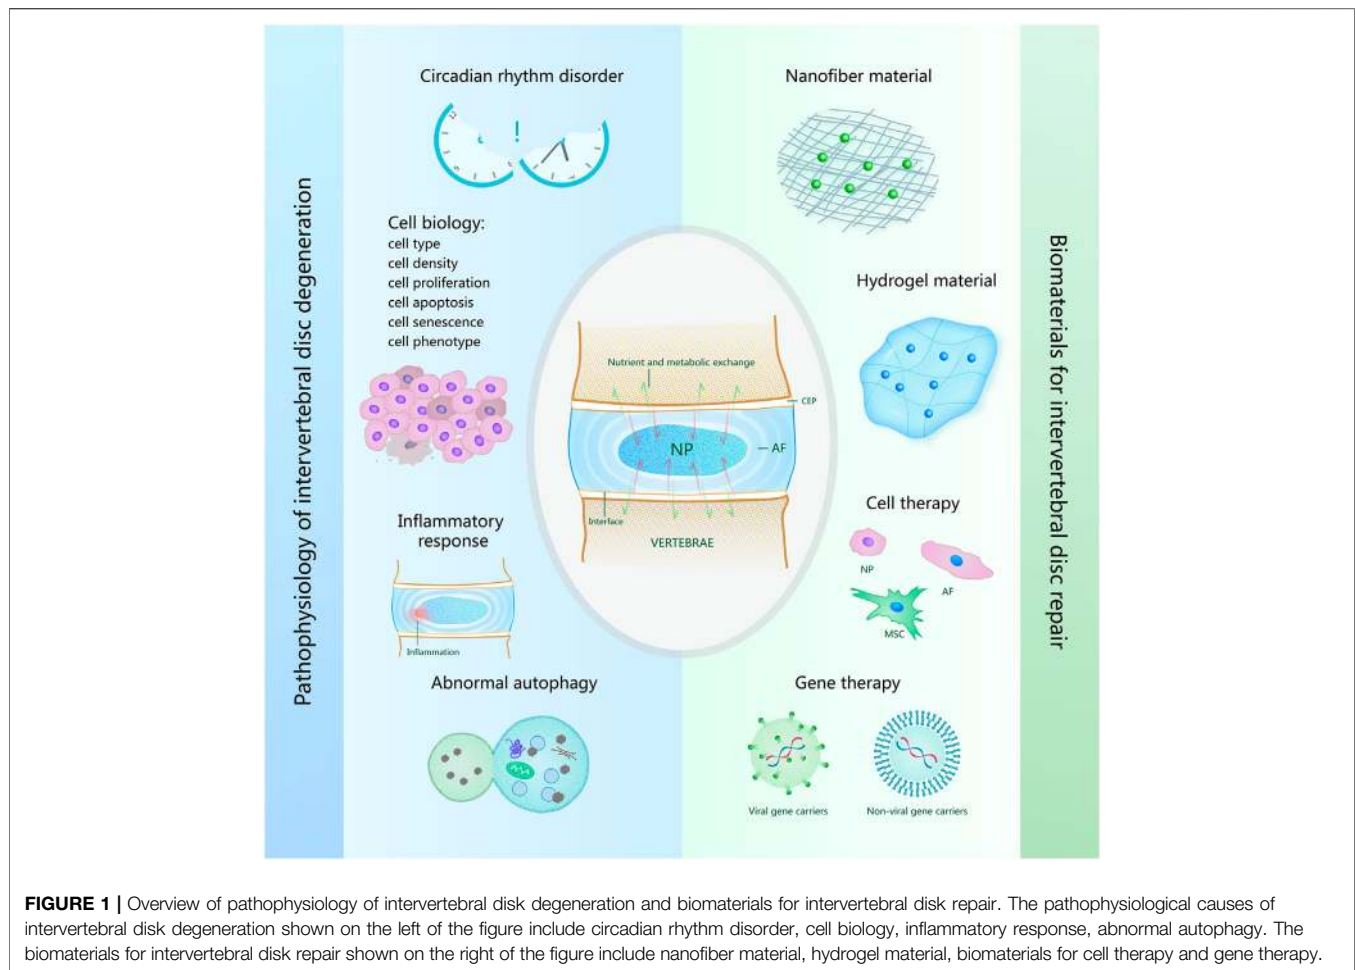 Pathophysiology of intervertebral disc degeneration
Circadian rhythm disorder
Cell biology:
cell type
cell density
cell proliferation
cell apoptosis
cell senescence
cell phenotype
Inflammatory
response
Inflammation
Abnormal autophagy
Nutrient and metabolic exchange
CEP
NP
AF
Interlace
VERTEBRAE
Nanofiber material
Hydrogel material
Cell therapy
NP
AF
MSC
Gene therapy
Viral gene carriers
Non-viral gene carriers
Biomaterials for intervertebral disc repair
FIGURE 1 | Overview of pathophysiology of intervertebral disk degeneration and biomaterials for intervertebral disk repair. The pathophysiological causes of
intervertebral disk degeneration shown on the left of the figure include circadian rhythm disorder, cell biology, inflammatory response, abnormal autophagy. The
biomaterials for intervertebral disk repair shown on the right of the figure include nanofiber material, hydrogel material, biomaterials for cell therapy and gene therapy.